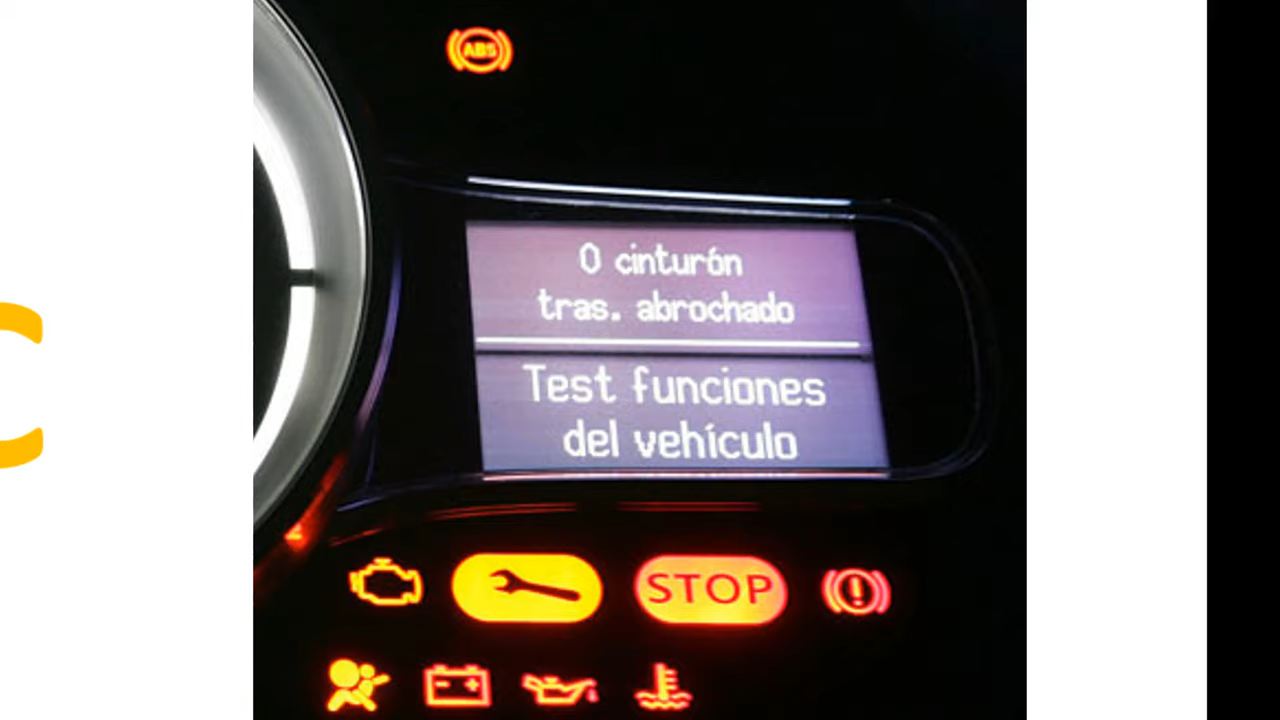 C
ABS
0 cinturón
tras. abrochado
Test funciones
del vehículo
STOP